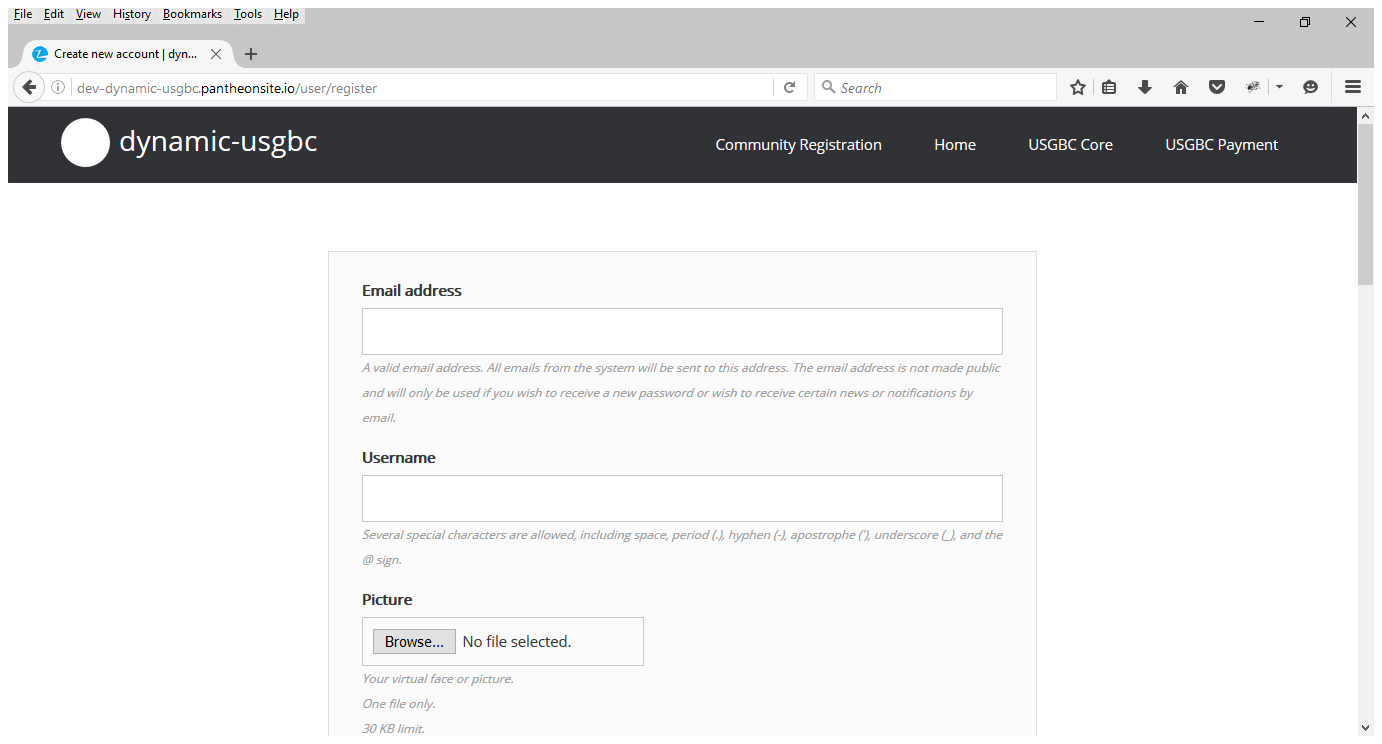 File Edit View History Bookmarks Tools Help
Create new account | dyn...
dev-dynamic-usgbc.pantheonsite.io/user/register
Search
dynamic-usgbc
Community Registration Home USGBC Core USGBC Payment
Email address
A valid email address. All emails from the system will be sent to this address. The email address is not made public
and will only be used if you wish to receive a new password or wish to receive certain news or notifications by
email.
Username
Several special characters are allowed, including space, period (.), hyphen (-), apostrophe ('), underscore (_), and the
@ sign.
Picture
Browse... No file selected.
Your virtual face or picture.
One file only.
30 KB limit.